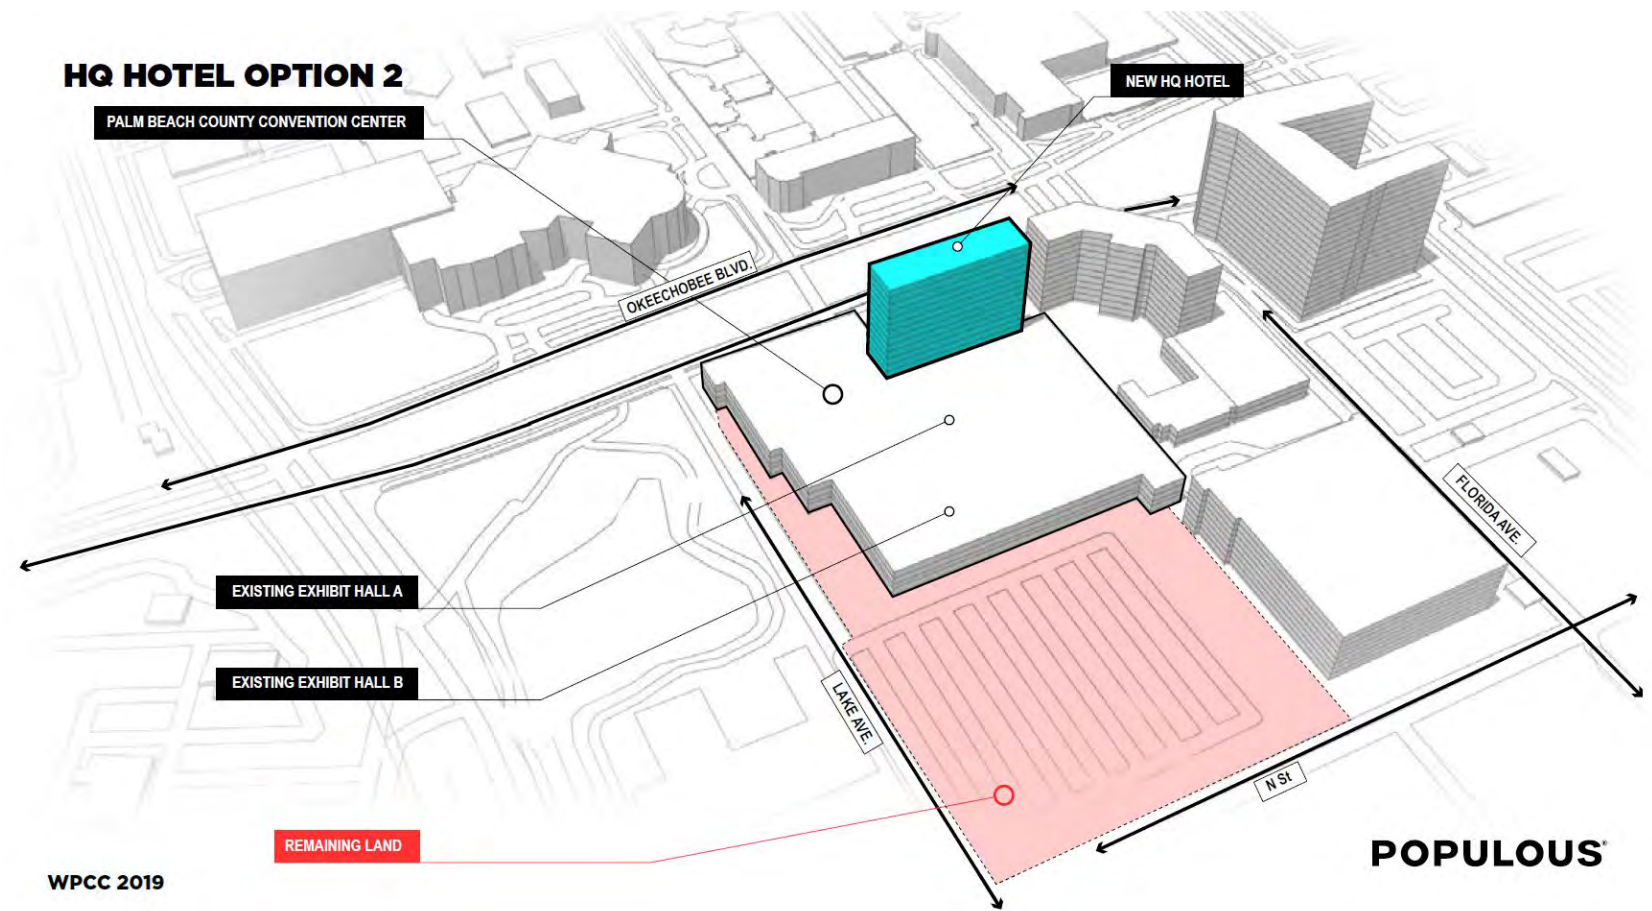 HQ HOTEL OPTION 2
PALM BEACH COUNTY CONVENTION CENTER
NEW HQ HOTEL
OKEECHOBEE BLVD.
FLORIDA AVE.
EXISTING EXHIBIT HALL A
EXISTING EXHIBIT HALL B
LAKE AVE.
N St
REMAINING LAND
POPULOUS®
WPCC 2019